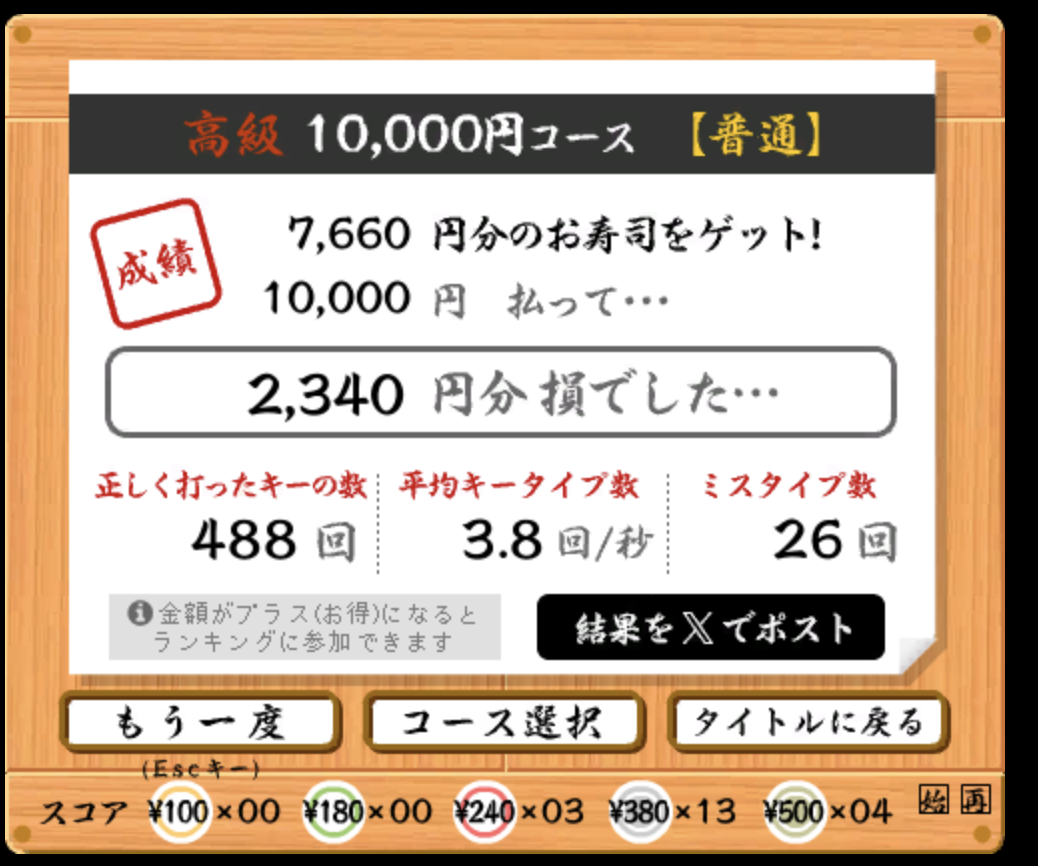 高級 10,000円コース 【普通】
成績
7,660 円分のお寿司をゲット!
10,000 円 払って…
2,340 円分 損でした…
正しく打ったキーの数 平均キータイプ数 ミスタイプ数
488 回 3.8 回/秒 26 回
金額がプラス(お得)になると
ランキングに参加できます
結果を𝕏でポスト
もう一度 コース選択 タイトルに戻る
(Escキー)
スコア ¥100×00 ¥180×00 ¥240×03 ¥380×13 ¥500×04 始 再